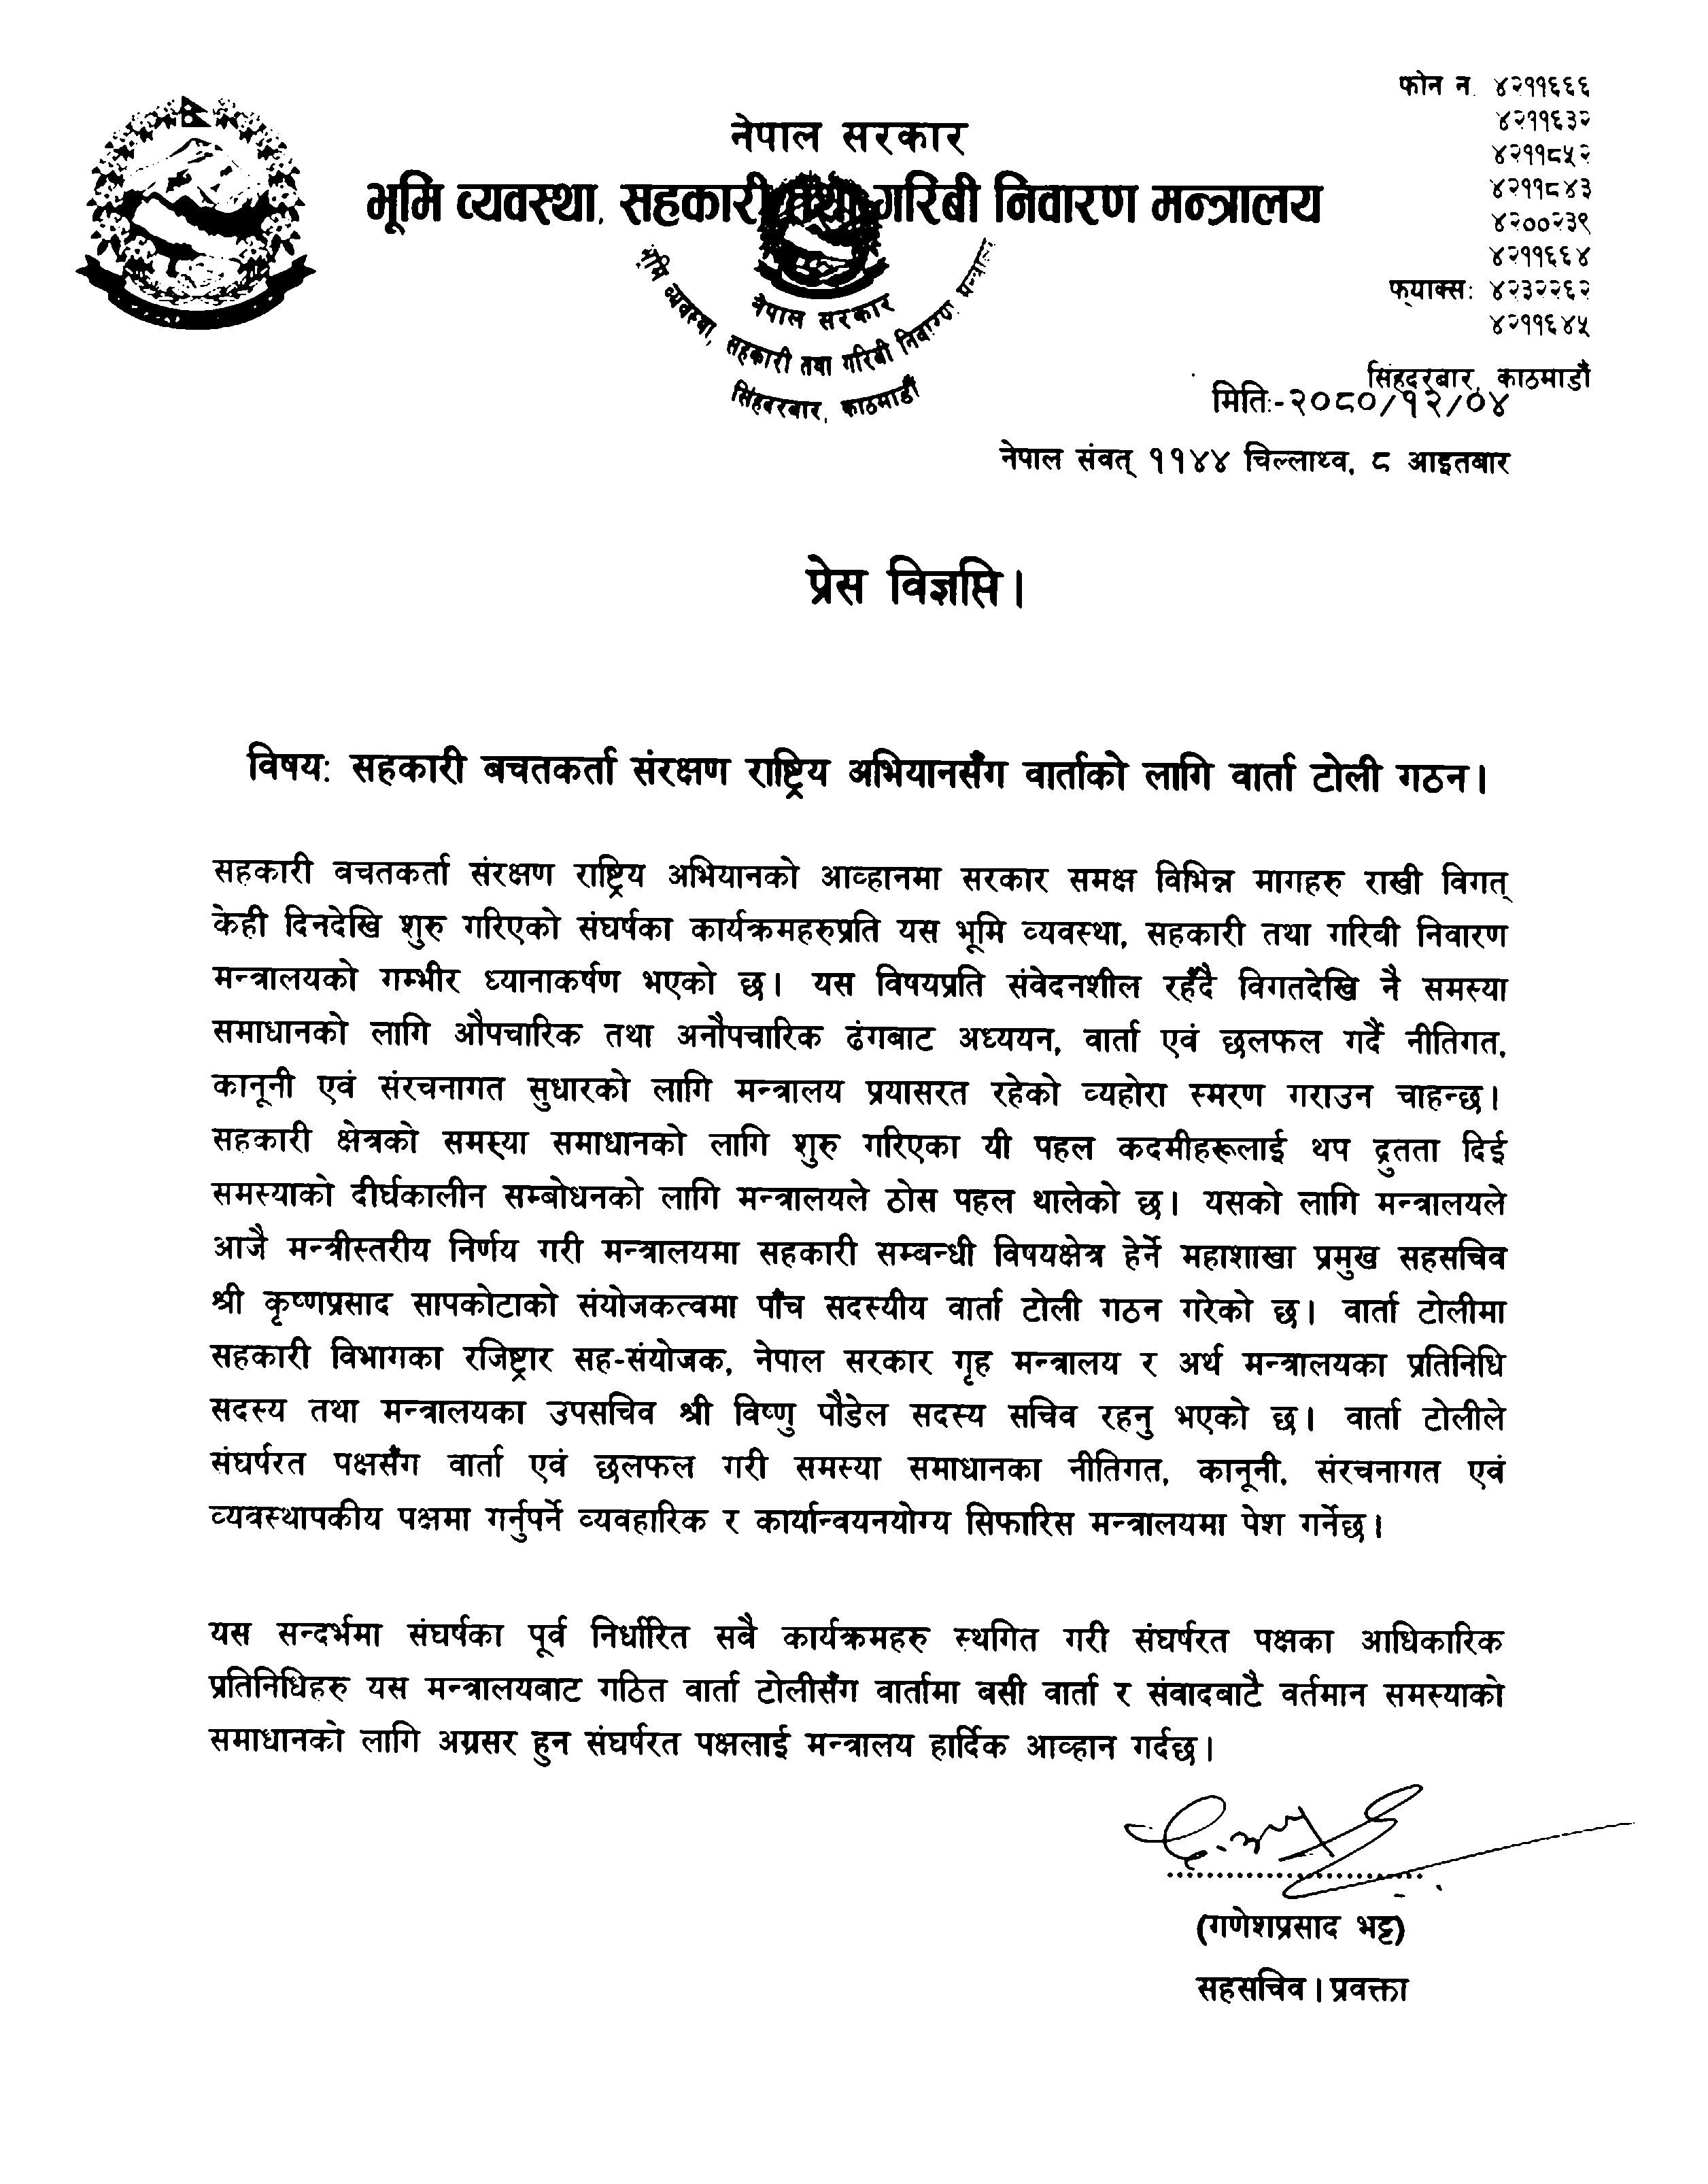 फोन न. ४२११६६६
४२११६३२
४२११८५२
४२११८४३
४२००२३९
४२११६६४
फ्याक्सः ४२३२२६२
४२११६४५
सिंहदरबार, काठमाडौं
नेपाल सरकार
भूमि व्यवस्था, सहकारी तथा गरिबी निवारण मन्त्रालय
नेपाल सरकार
भूमि व्यवस्था, सहकारी तथा गरिबी निवारण मन्त्रालय
सिंहदरबार, काठमाडौं
मितिः-२०८०/१२/०४
नेपाल संवत् ११४४ चिल्लाथ्व, ८ आइतबार
प्रेस विज्ञप्ति।
विषय: सहकारी बचतकर्ता संरक्षण राष्ट्रिय अभियानसँग वार्ताको लागि वार्ता टोली गठन।
सहकारी बचतकर्ता संरक्षण राष्ट्रिय अभियानको आव्हानमा सरकार समक्ष विभिन्न मागहरु राखी विगत्
केही दिनदेखि शुरु गरिएको संघर्षका कार्यक्रमहरुप्रति यस भूमि व्यवस्था, सहकारी तथा गरिबी निवारण
मन्त्रालयको गम्भीर ध्यानाकर्षण भएको छ। यस विषयप्रति संवेदनशील रहँदै विगतदेखि नै समस्या
समाधानको लागि औपचारिक तथा अनौपचारिक ढंगबाट अध्ययन, वार्ता एवं छलफल गर्दै नीतिगत,
कानूनी एवं संरचनागत सुधारको लागि मन्त्रालय प्रयासरत रहेको व्यहोरा स्मरण गराउन चाहन्छ।
सहकारी क्षेत्रको समस्या समाधानको लागि शुरु गरिएका यी पहल कदमीहरूलाई थप द्रुतता दिई
समस्याको दीर्घकालीन सम्बोधनको लागि मन्त्रालयले ठोस पहल थालेको छ। यसको लागि मन्त्रालयले
आजै मन्त्रीस्तरीय निर्णय गरी मन्त्रालयमा सहकारी सम्बन्धी विषयक्षेत्र हेर्ने महाशाखा प्रमुख सहसचिव
श्री कृष्णप्रसाद सापकोटाको संयोजकत्वमा पाँच सदस्यीय वार्ता टोली गठन गरेको छ। वार्ता टोलीमा
सहकारी विभागका रजिष्ट्रार सह-संयोजक, नेपाल सरकार गृह मन्त्रालय र अर्थ मन्त्रालयका प्रतिनिधि
सदस्य तथा मन्त्रालयका उपसचिव श्री विष्णु पौडेल सदस्य सचिव रहनु भएको छ। वार्ता टोलीले
संघर्षरत पक्षसँग वार्ता एवं छलफल गरी समस्या समाधानका नीतिगत, कानूनी, संरचनागत एवं
व्यवस्थापकीय पक्षमा गर्नुपर्ने व्यवहारिक र कार्यान्वयनयोग्य सिफारिस मन्त्रालयमा पेश गर्नेछ।
यस सन्दर्भमा संघर्षका पूर्व निर्धारित सबै कार्यक्रमहरु स्थगित गरी संघर्षरत पक्षका आधिकारिक
प्रतिनिधिहरु यस मन्त्रालयबाट गठित वार्ता टोलीसँग वार्तामा बसी वार्ता र संवादबाटै वर्तमान समस्याको
समाधानको लागि अग्रसर हुन संघर्षरत पक्षलाई मन्त्रालय हार्दिक आव्हान गर्दछ।
(गणेशप्रसाद भट्ट)
सहसचिव। प्रवक्ता